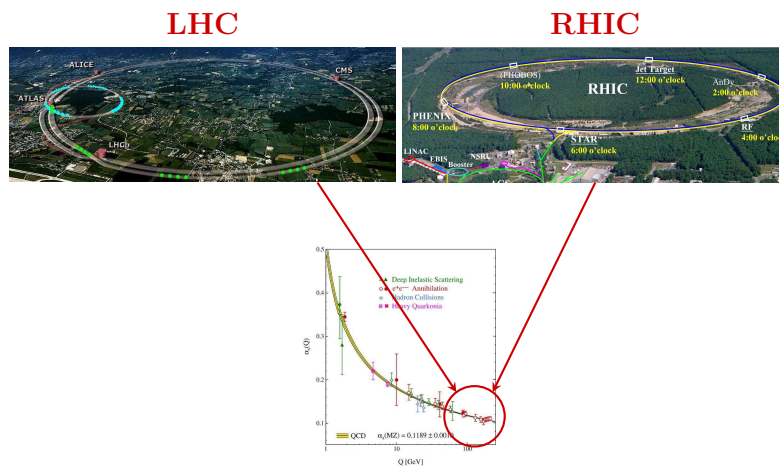 LHC
RHIC
ALICE
CMS
ATLAS
LHCb
(PHOBOS)
10:00 o'clock
Jet Target
12:00 o'clock
AnDy
2:00 o'clock
RHIC
PHENIX
8:00 o'clock
RF
4:00 o'clock
STAR
6:00 o'clock
LINAC
EBIS
Booster
NSRL
0.5
0.4
0.3
0.2
0.1
αs(Q)
Deep Inelastic Scattering
e+e− Annihilation
Hadron Collisions
Heavy Quarkonia
QCD
αs(MZ) = 0.1189 ± 0.0010
1
10
100
Q [GeV]